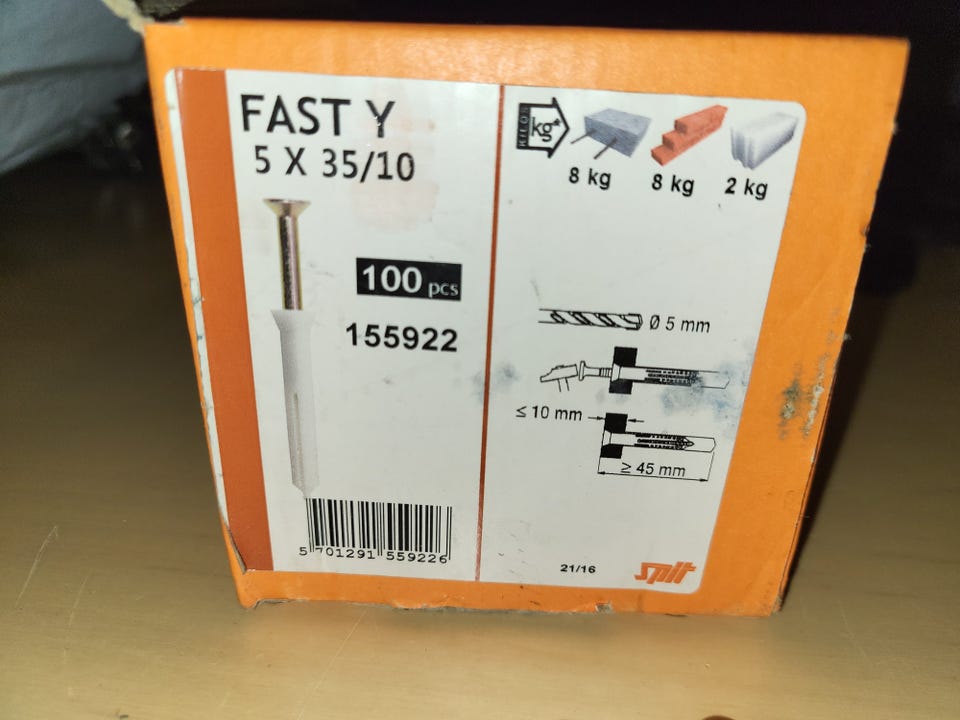 FAST Y
5 X 35/10
100 pcs
155922
5 701291 559226
KILOS
kg*
8 kg
8 kg
2 kg
Ø 5 mm
≤ 10 mm
≥ 45 mm
21/16
spit